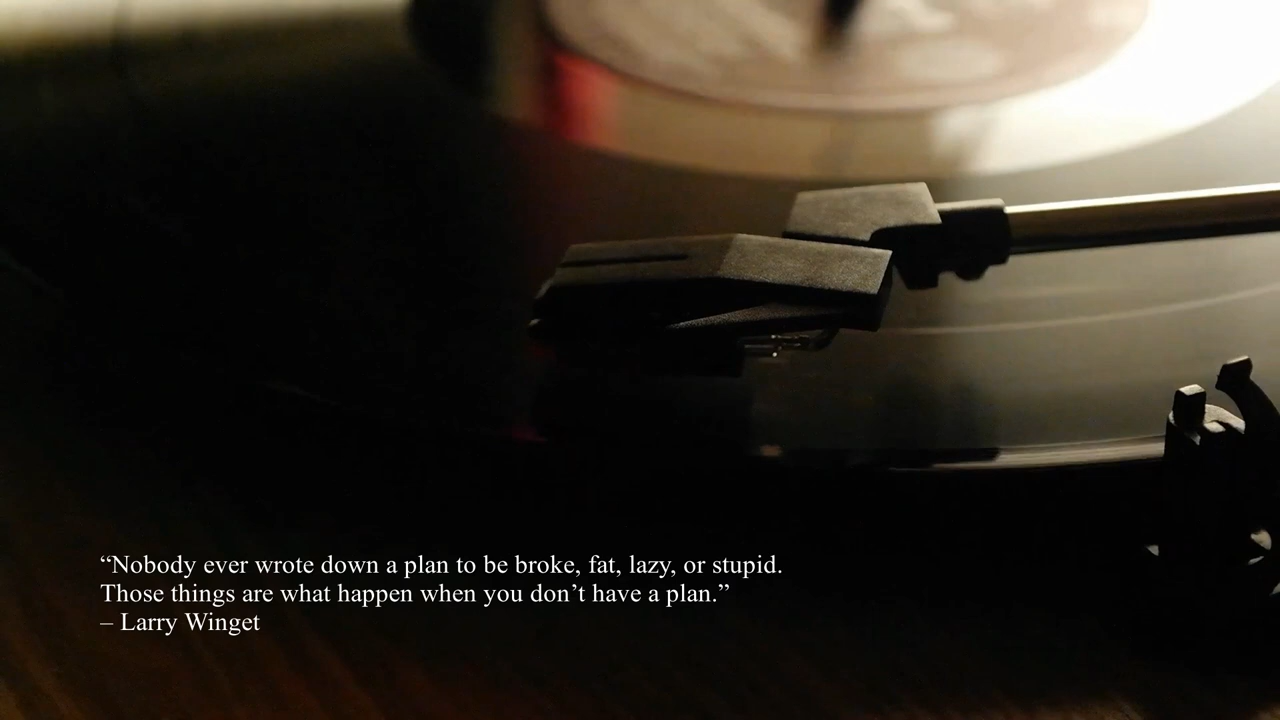 “Nobody ever wrote down a plan to be broke, fat, lazy, or stupid.
Those things are what happen when you don’t have a plan.”
– Larry Winget